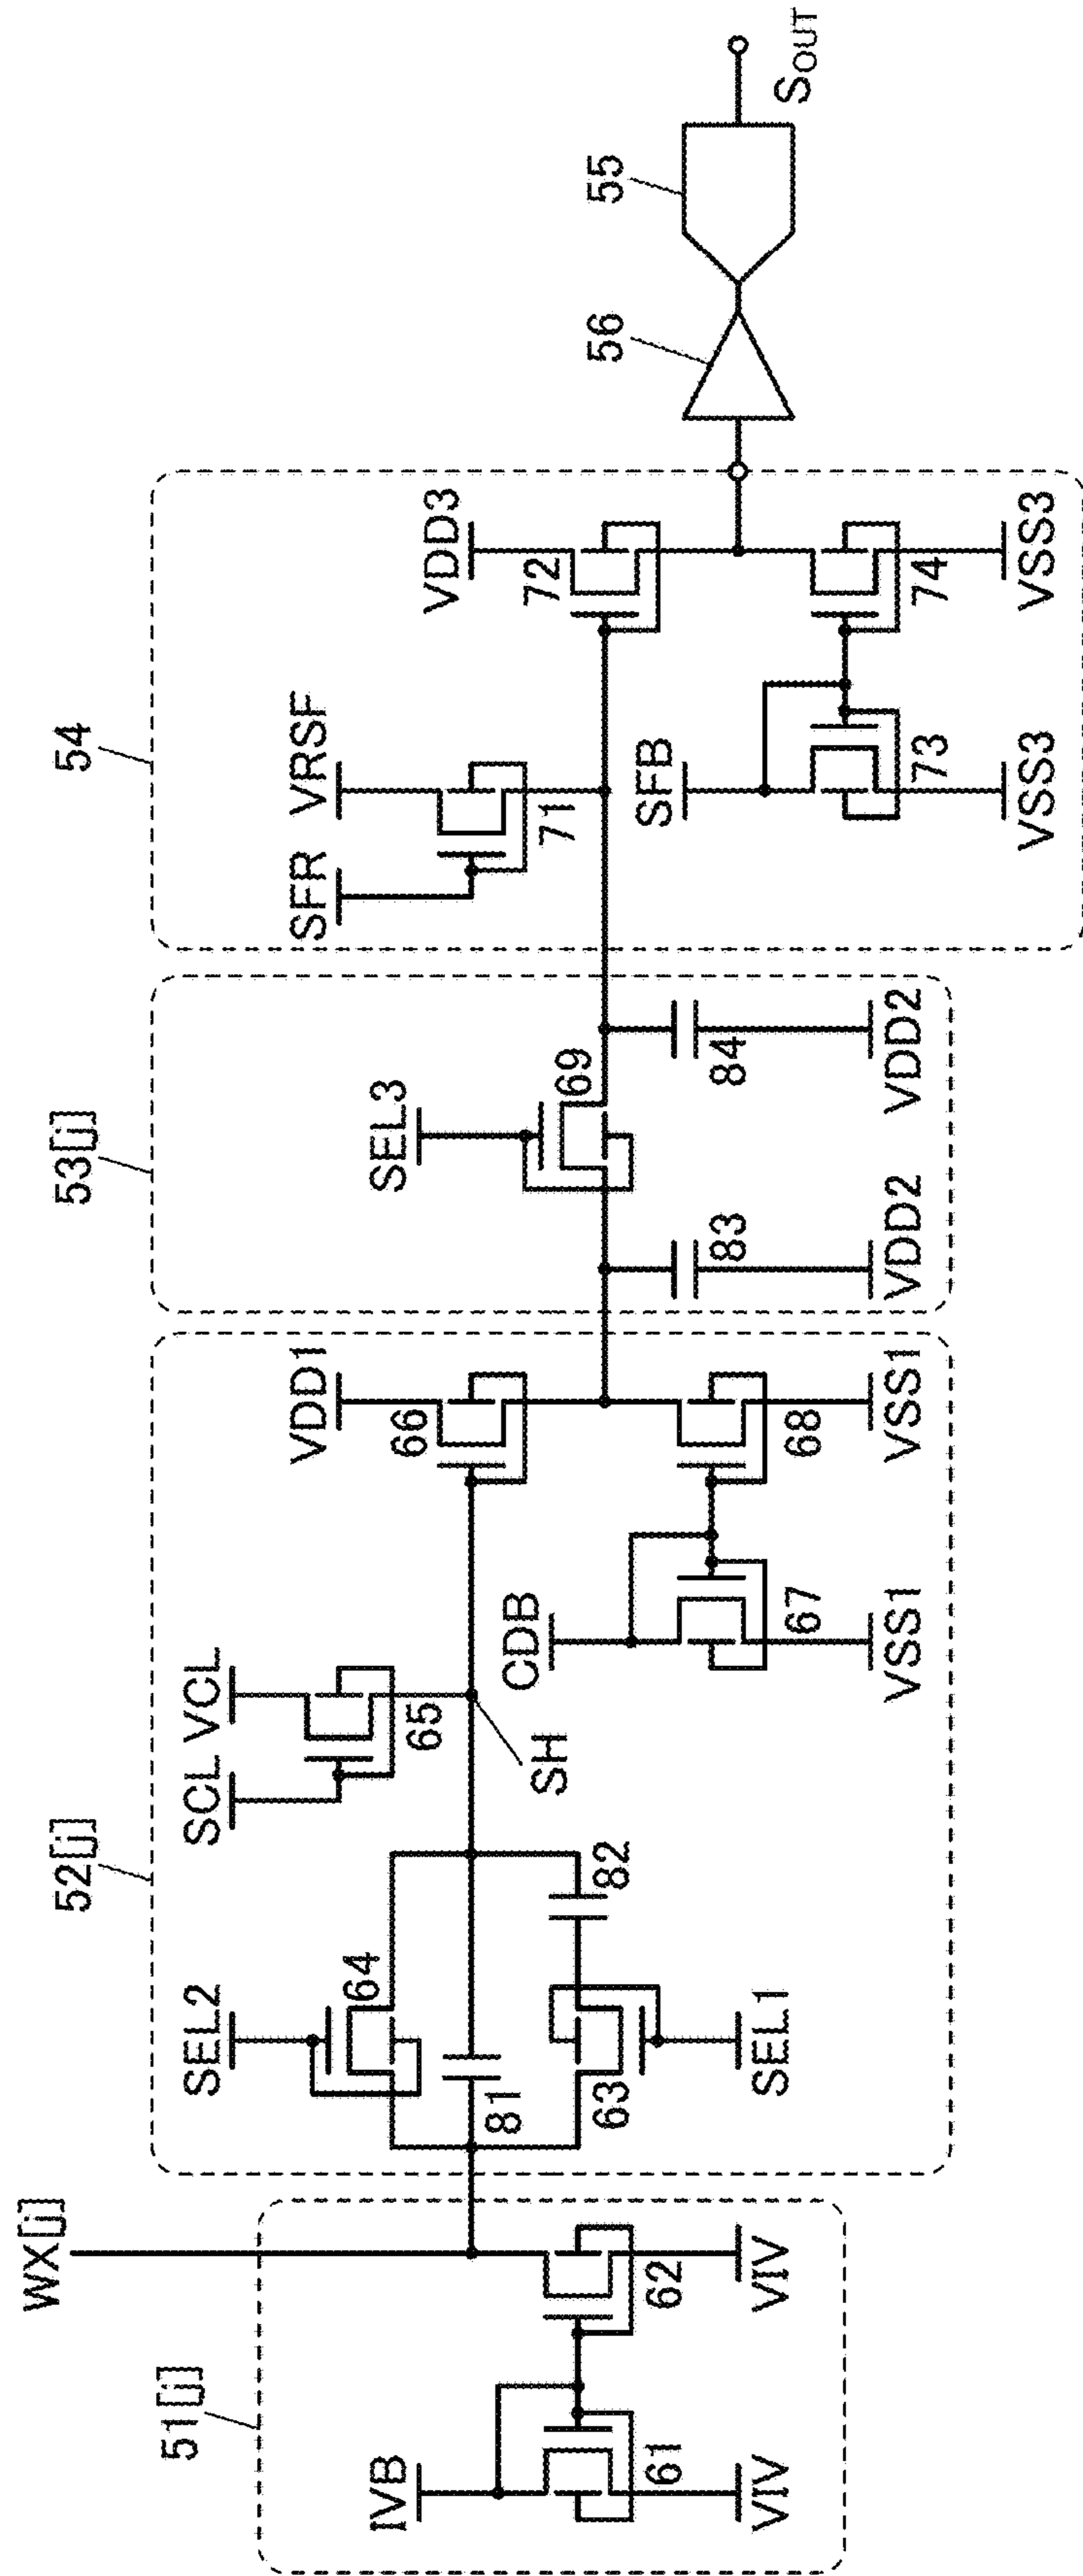 WX[j]
51[j]
IVB
61
VIV
62
VIV
52[j]
SEL2
64
81
63
SEL1
82
SCL
VCL
65
SH
VDD1
66
CDB
67
VSS1
68
VSS1
53[j]
SEL3
69
83
VDD2
84
VDD2
54
SFR
VRSF
71
VDD3
72
SFB
73
VSS3
74
VSS3
56
55
SOUT